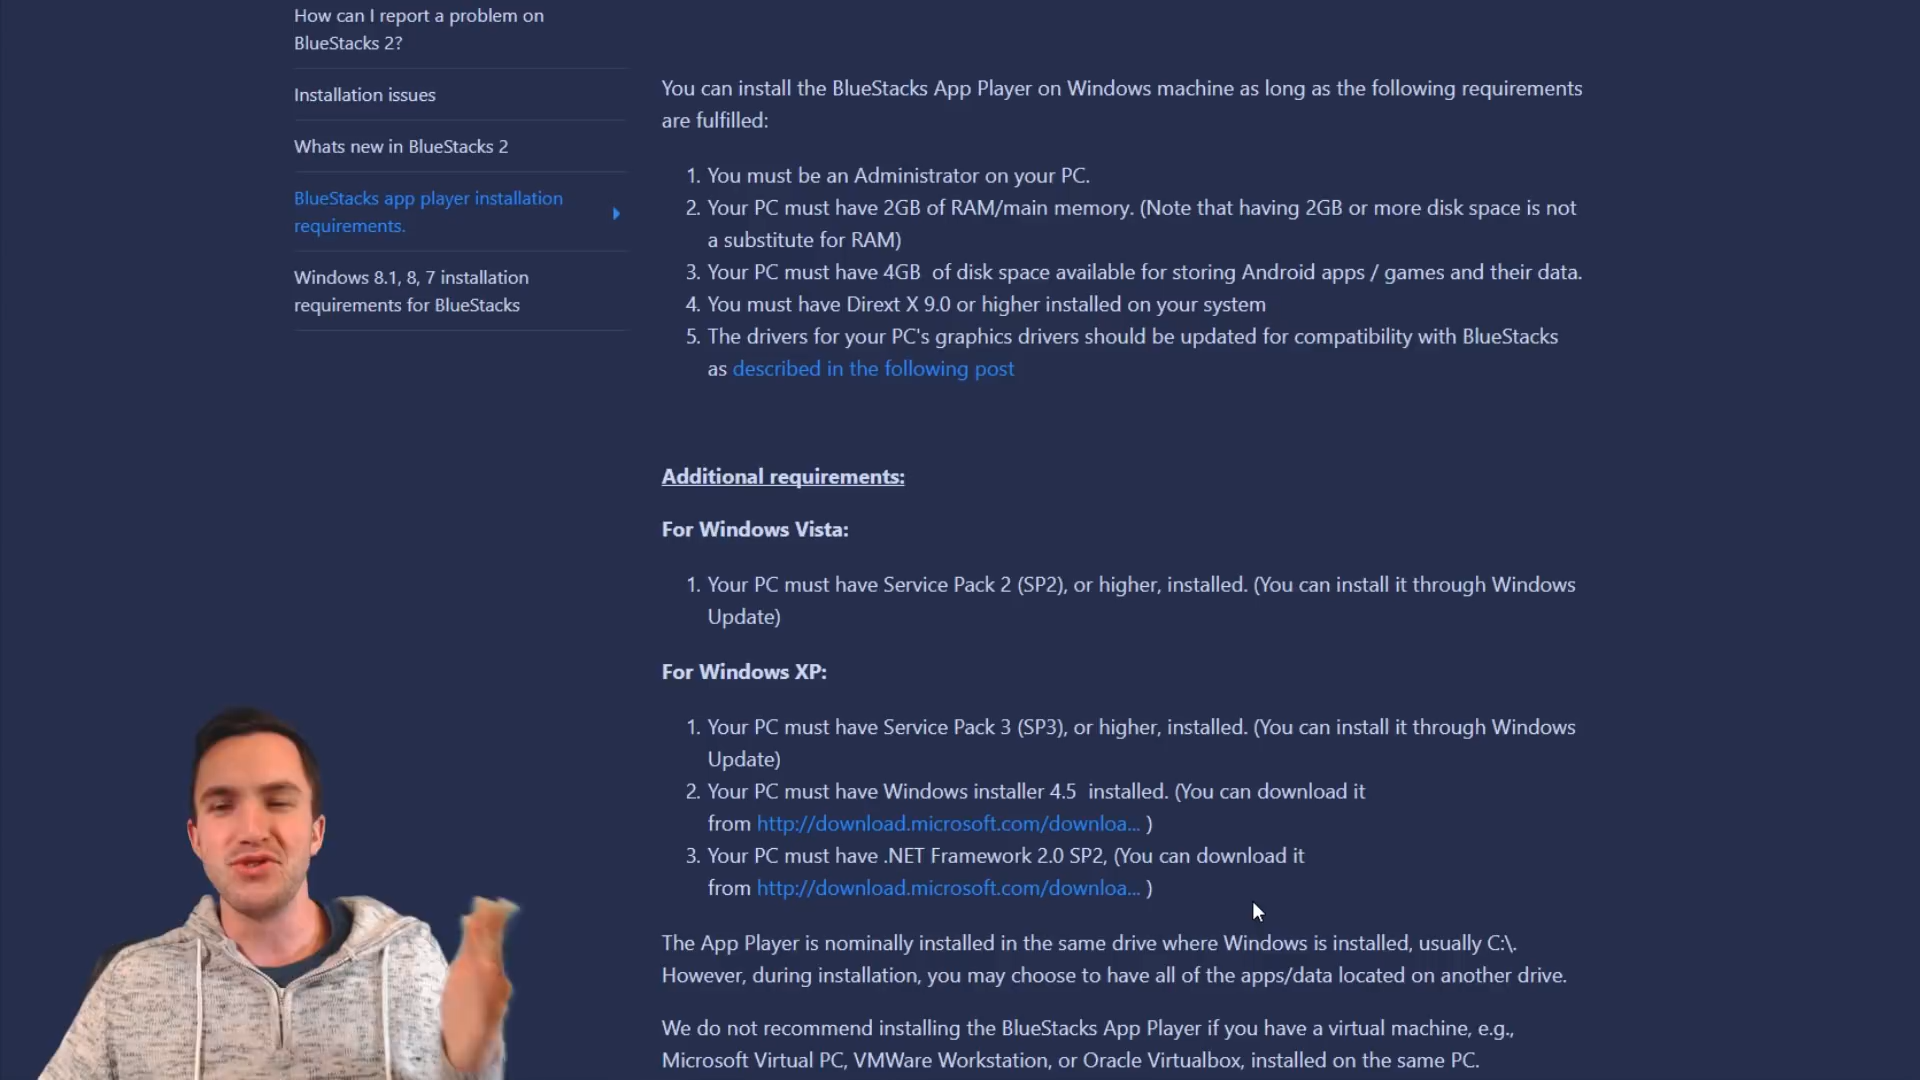 How can I report a problem on
BlueStacks 2?
Installation issues
Whats new in BlueStacks 2
BlueStacks app player installation
requirements.
Windows 8.1, 8, 7 installation
requirements for BlueStacks
You can install the BlueStacks App Player on Windows machine as long as the following requirements
are fulfilled:
1. You must be an Administrator on your PC.
2. Your PC must have 2GB of RAM/main memory. (Note that having 2GB or more disk space is not
a substitute for RAM)
3. Your PC must have 4GB  of disk space available for storing Android apps / games and their data.
4. You must have Dirext X 9.0 or higher installed on your system
5. The drivers for your PC's graphics drivers should be updated for compatibility with BlueStacks
as described in the following post
Additional requirements:
For Windows Vista:
1. Your PC must have Service Pack 2 (SP2), or higher, installed. (You can install it through Windows
Update)
For Windows XP:
1. Your PC must have Service Pack 3 (SP3), or higher, installed. (You can install it through Windows
Update)
2. Your PC must have Windows installer 4.5  installed. (You can download it
from http://download.microsoft.com/downloa... )
3. Your PC must have .NET Framework 2.0 SP2, (You can download it
from http://download.microsoft.com/downloa... )
The App Player is nominally installed in the same drive where Windows is installed, usually C:\.
However, during installation, you may choose to have all of the apps/data located on another drive.
We do not recommend installing the BlueStacks App Player if you have a virtual machine, e.g.,
Microsoft Virtual PC, VMWare Workstation, or Oracle Virtualbox, installed on the same PC.